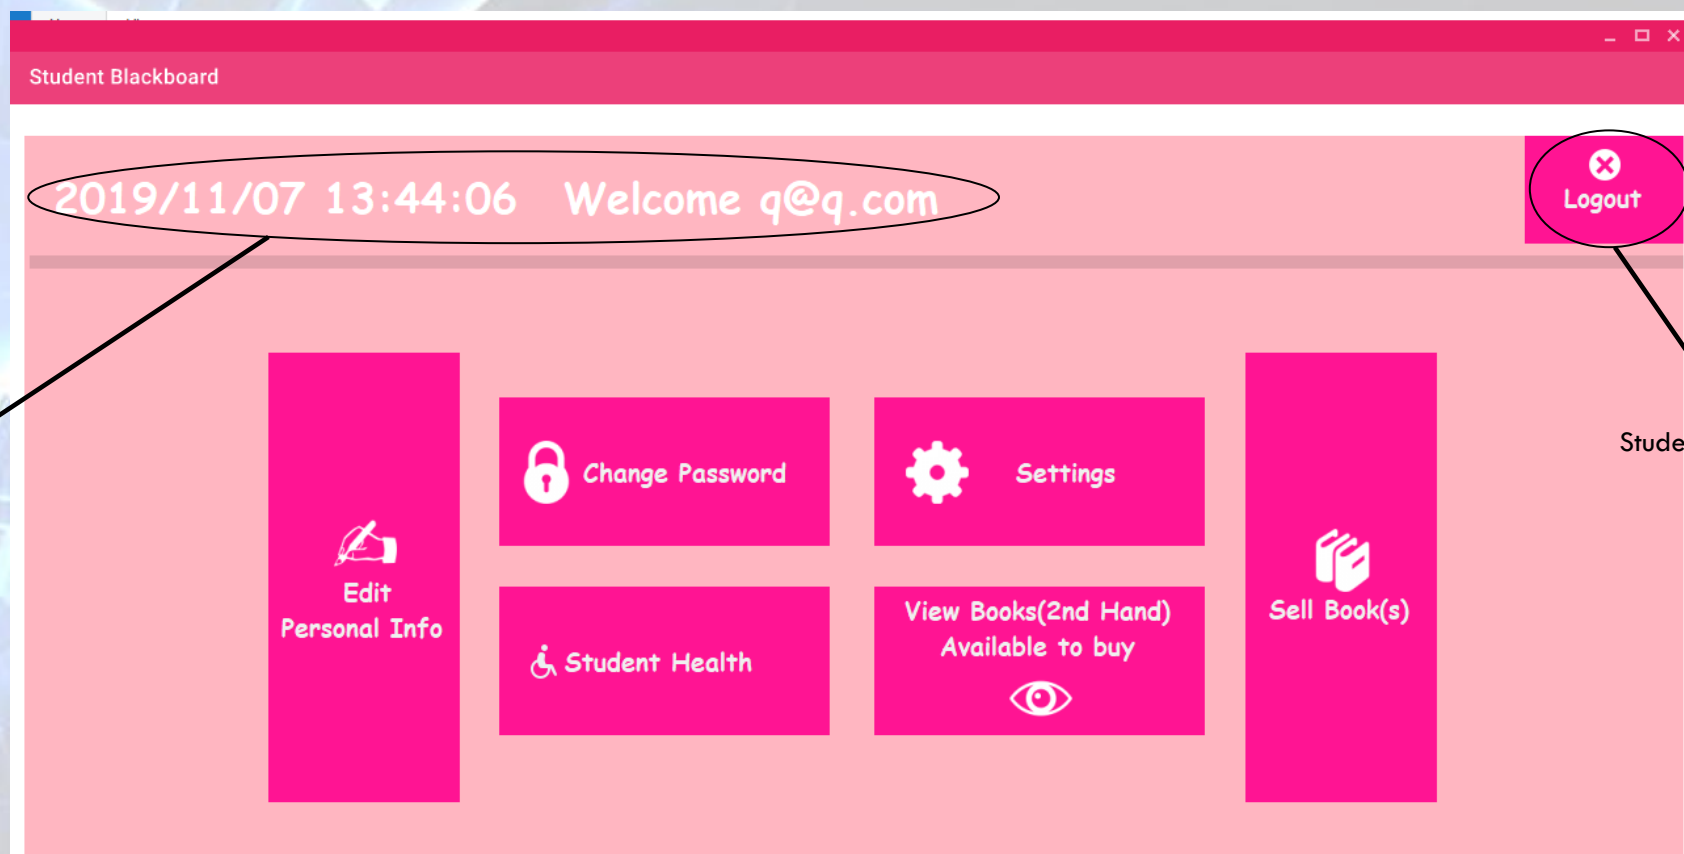 Student Blackboard
2019/11/07 13:44:06 Welcome q@q.com
Logout
Edit
Personal Info
Change Password
Settings
Student Health
View Books(2nd Hand)
Available to buy
Sell Book(s)
Stude